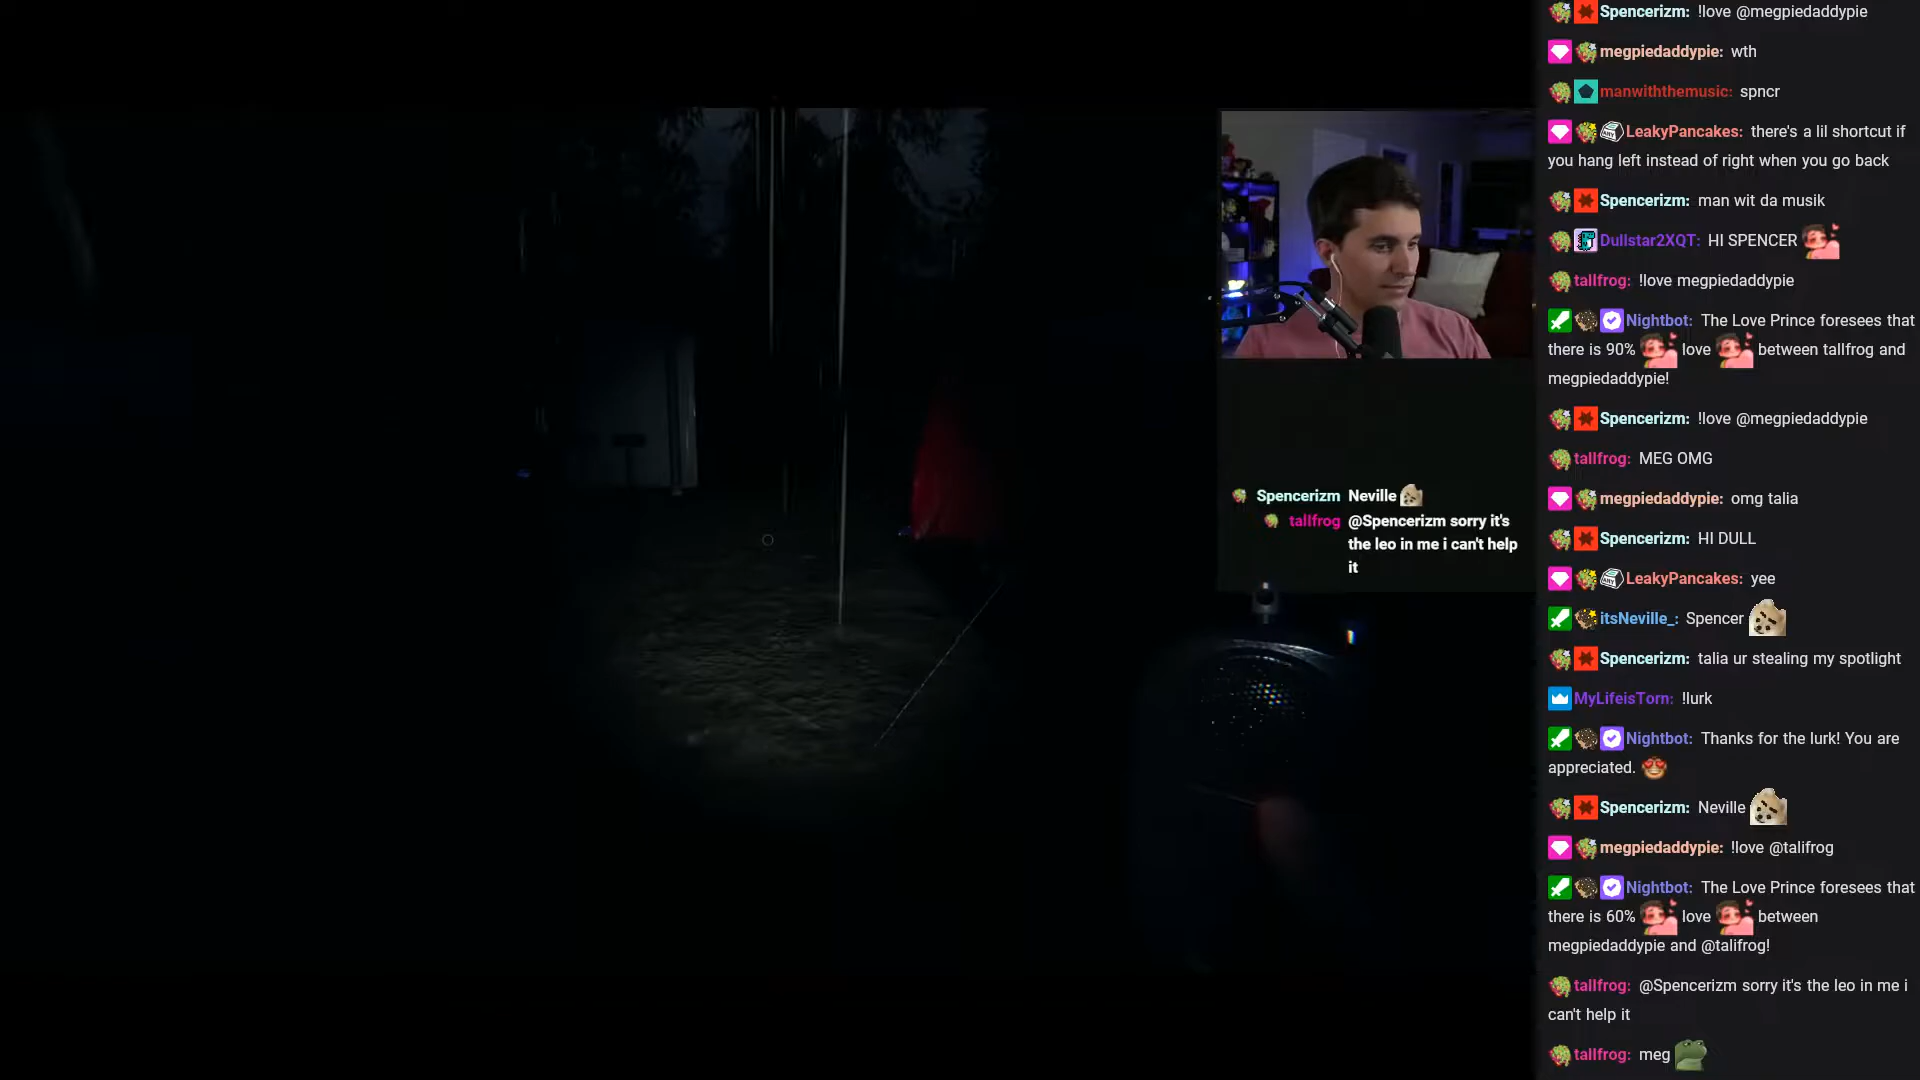 Spencerizm Neville
tallfrog @Spencerizm sorry it's
the leo in me i can't help
it
Spencerizm: !love @megpiedaddypie
megpiedaddypie: wth
manwiththemusic: spncr
LeakyPancakes: there's a lil shortcut if
you hang left instead of right when you go back
Spencerizm: man wit da musik
Dullstar2XQT: HI SPENCER
tallfrog: !love megpiedaddypie
Nightbot: The Love Prince foresees that
there is 90% love between tallfrog and
megpiedaddypie!
Spencerizm: !love @megpiedaddypie
tallfrog: MEG OMG
megpiedaddypie: omg talia
Spencerizm: HI DULL
LeakyPancakes: yee
itsNeville_: Spencer
Spencerizm: talia ur stealing my spotlight
MyLifeisTorn: !lurk
Nightbot: Thanks for the lurk! You are
appreciated.
Spencerizm: Neville
megpiedaddypie: !love @talifrog
Nightbot: The Love Prince foresees that
there is 60% love between
megpiedaddypie and @talifrog!
tallfrog: @Spencerizm sorry it's the leo in me i
can't help it
tallfrog: meg